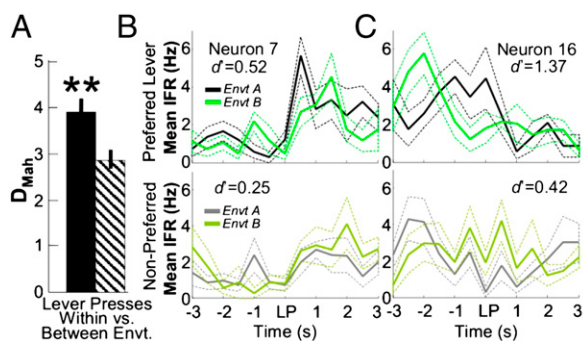 A
B
C
**
D_Mah
5
4
3
2
1
0
Lever Presses
Within vs.
Between Envt.
Preferred Lever
Mean IFR (Hz)
6
4
2
0
Neuron 7
d'=0.52
Envt A
Envt B
6
4
2
0
Neuron 16
d'=1.37
Non-Preferred
Mean IFR (Hz)
6
4
2
0
d'=0.25
Envt A
Envt B
-3 -2 -1 LP 1 2 3
Time (s)
6
4
2
0
d'=0.42
-3 -2 -1 LP 1 2 3
Time (s)